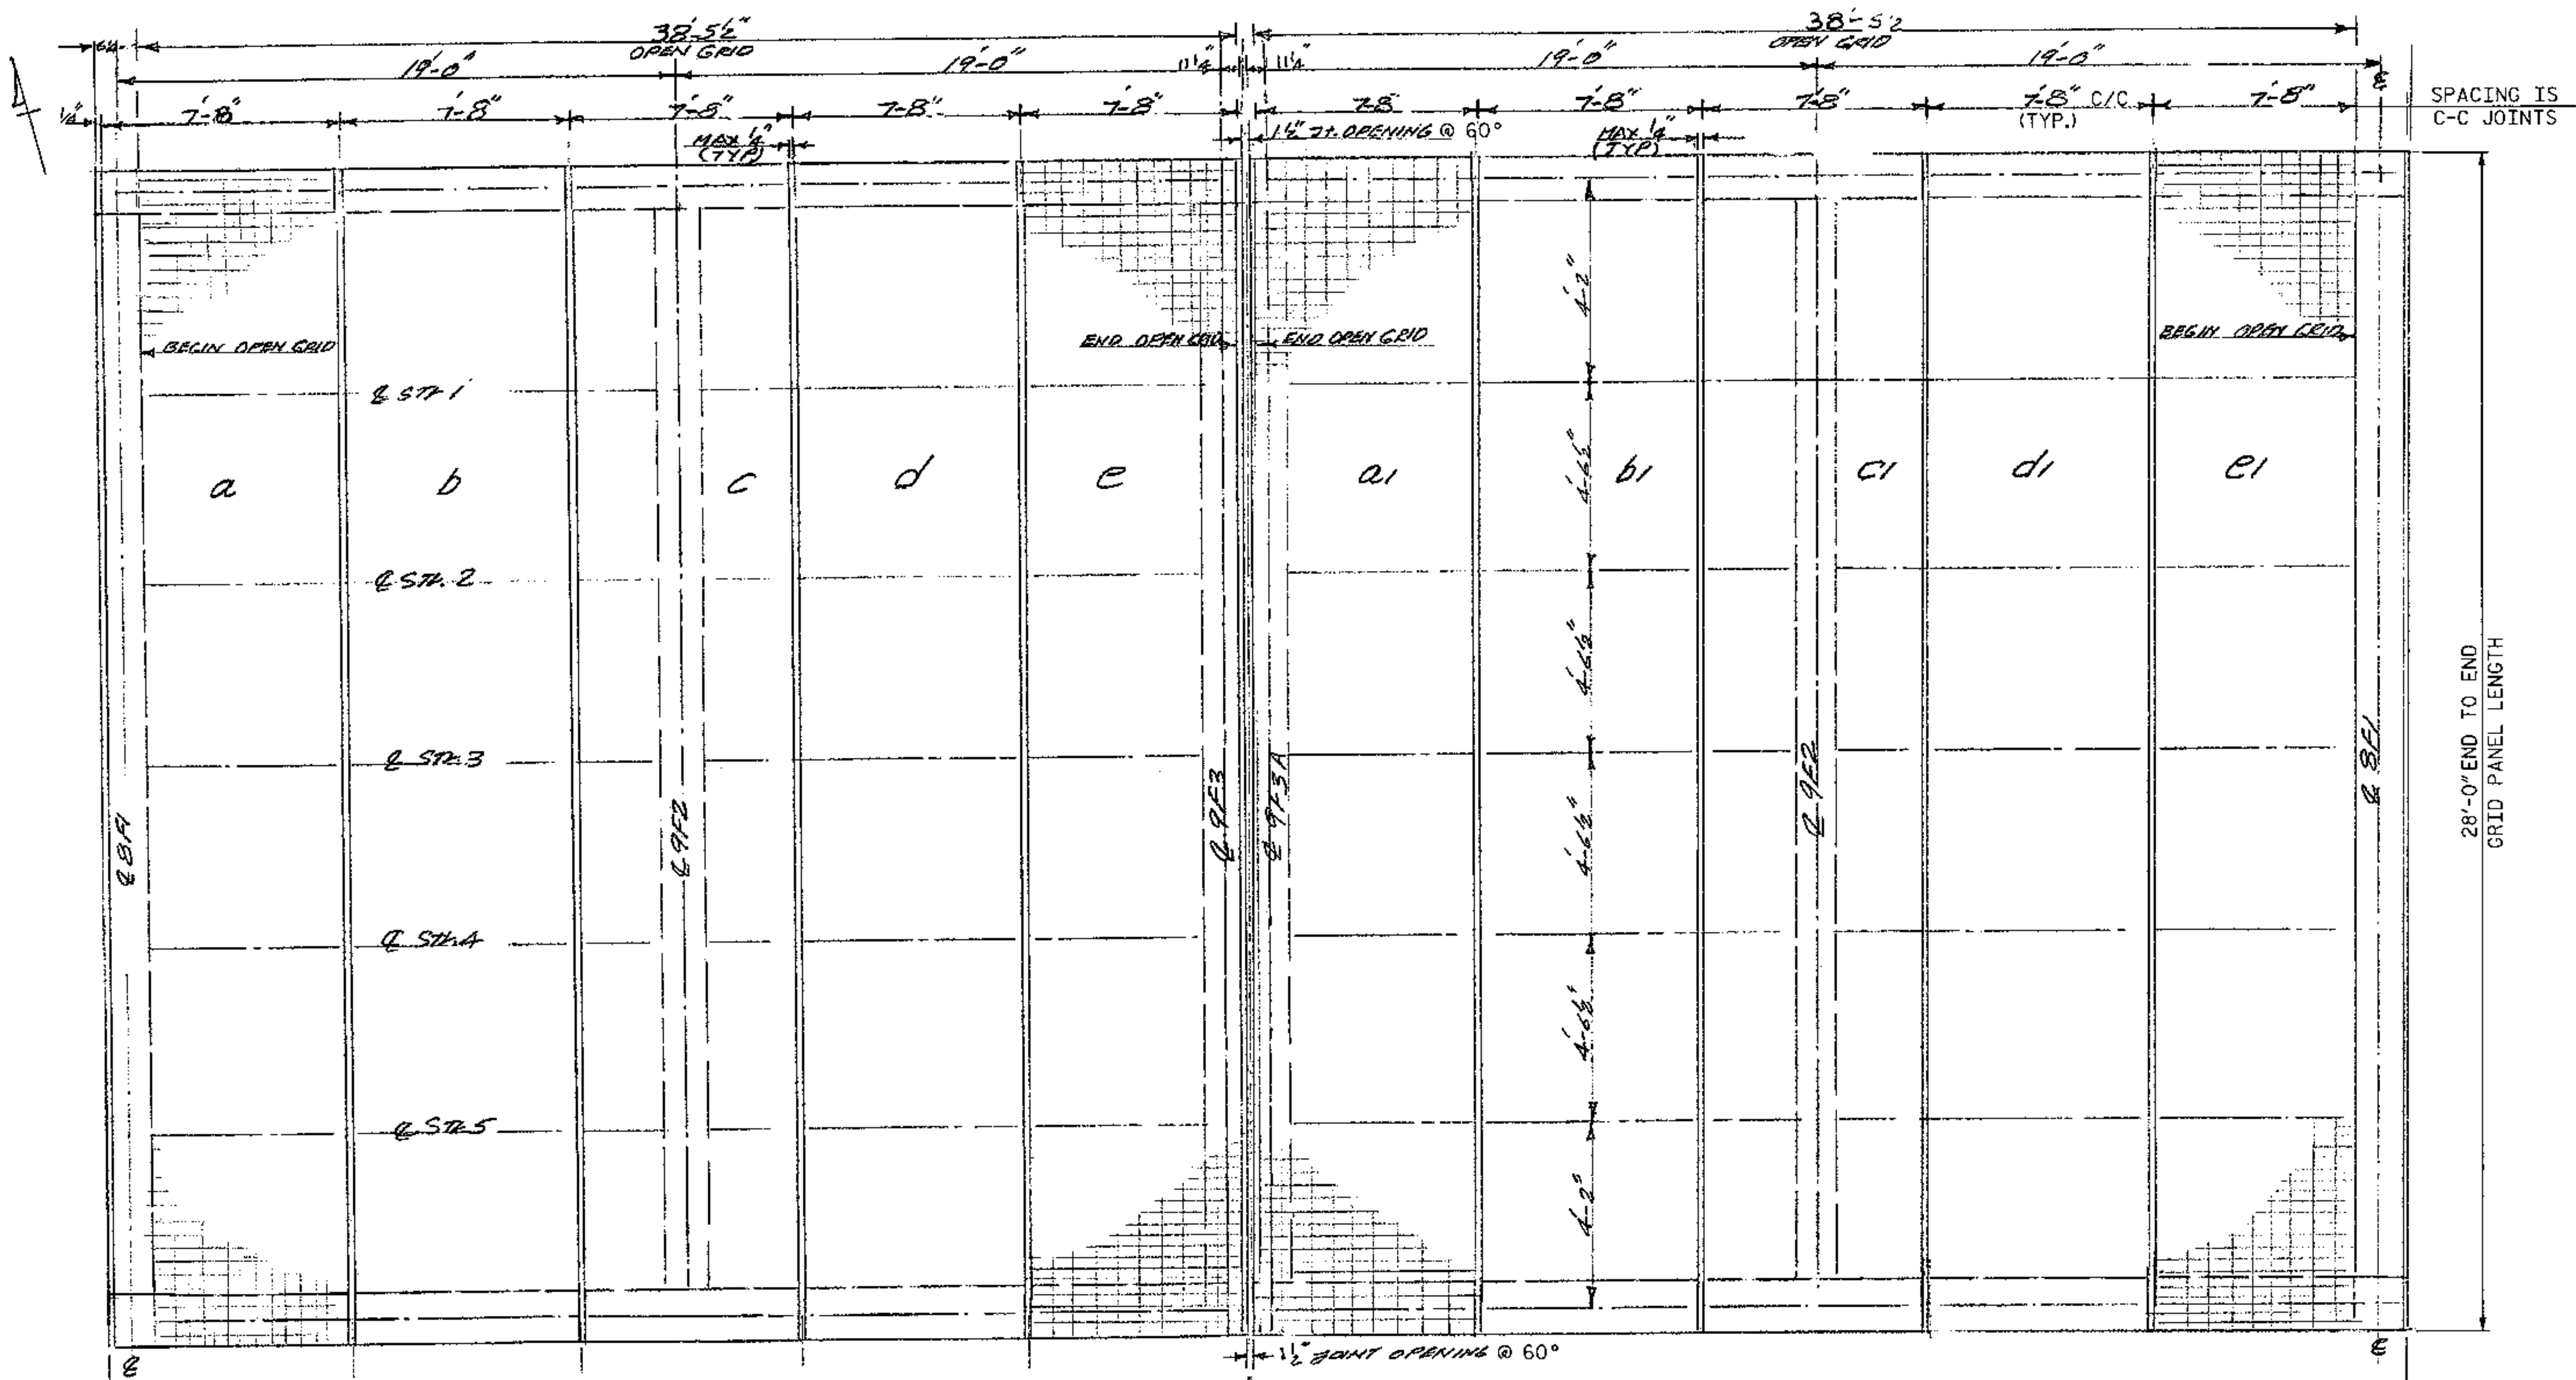 38'-5½"
OPEN GRID
38'-5½
OPEN GRID
6¼
19'-0"
19'-0"
11¼"
11¼"
19'-0"
19'-0"
℄
¼"
7'-8"
7'-8"
7'-8"
7'-8"
7'-8"
7-8
7'-8"
7'-8"
7'-8" C/C
(TYP.)
7'-8"
SPACING IS
C-C JOINTS
MAX ¼"
(TYP)
1½" JT. OPENING @ 60°
MAX ¼"
(TYP)
4'-2"
BEGIN OPEN GRID
END OPEN GRID
END OPEN GRID
BEGIN OPEN GRID
℄ STR 1
a
b
c
d
e
a1
4'-6½"
b1
c1
d1
e1
℄ STR. 2
4'-6½"
℄ STR. 3
28'-0" END TO END
GRID PANEL LENGTH
℄ 8F1
℄ 9F2
℄ 9F3
℄ 9F3A
4'-6½"
℄ 9F2
℄ 8F1
℄ STR. 4
4'-6½"
℄ STR. 5
4'-2"
℄
1½" JOINT OPENING @ 60°
℄